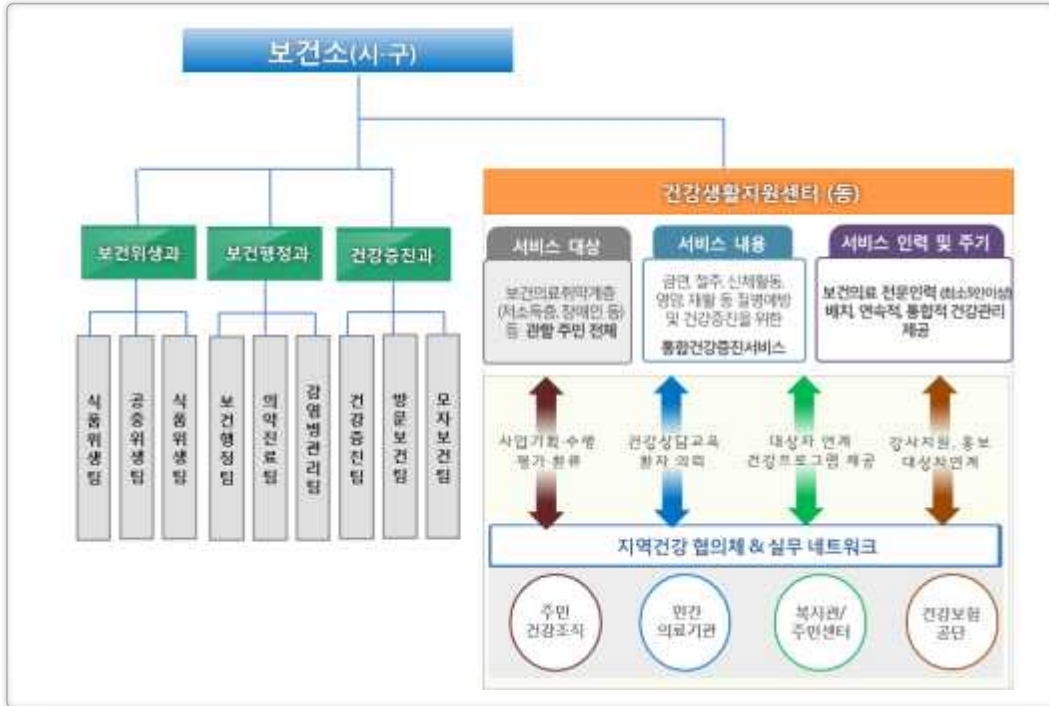 보건소(시·구)
건강생활지원센터 (동)
보건위생과
보건행정과
건강증진과
식품위생팀
공중위생팀
식품위생팀
보건행정팀
의약진료팀
감염병관리팀
건강증진팀
방문보건팀
모자보건팀
서비스 대상
보건의료취약계층
(저소득층, 장애인 등)
등 관할 주민 전체
서비스 내용
금연, 절주, 신체활동,
영양, 재활 등 질병예방
및 건강증진을 위한
통합건강증진서비스
서비스 인력 및 주기
보건의료 전문인력 (최소3인이상)
배치, 연속적, 통합적 건강관리
제공
사업기획·수행
평가·환류
건강상담교육
환자 의뢰
대상자 연계
건강프로그램 제공
강사지원, 홍보
대상자연계
지역건강 협의체 & 실무 네트워크
주민
건강조직
민간
의료기관
복지관/
주민센터
건강보험
공단